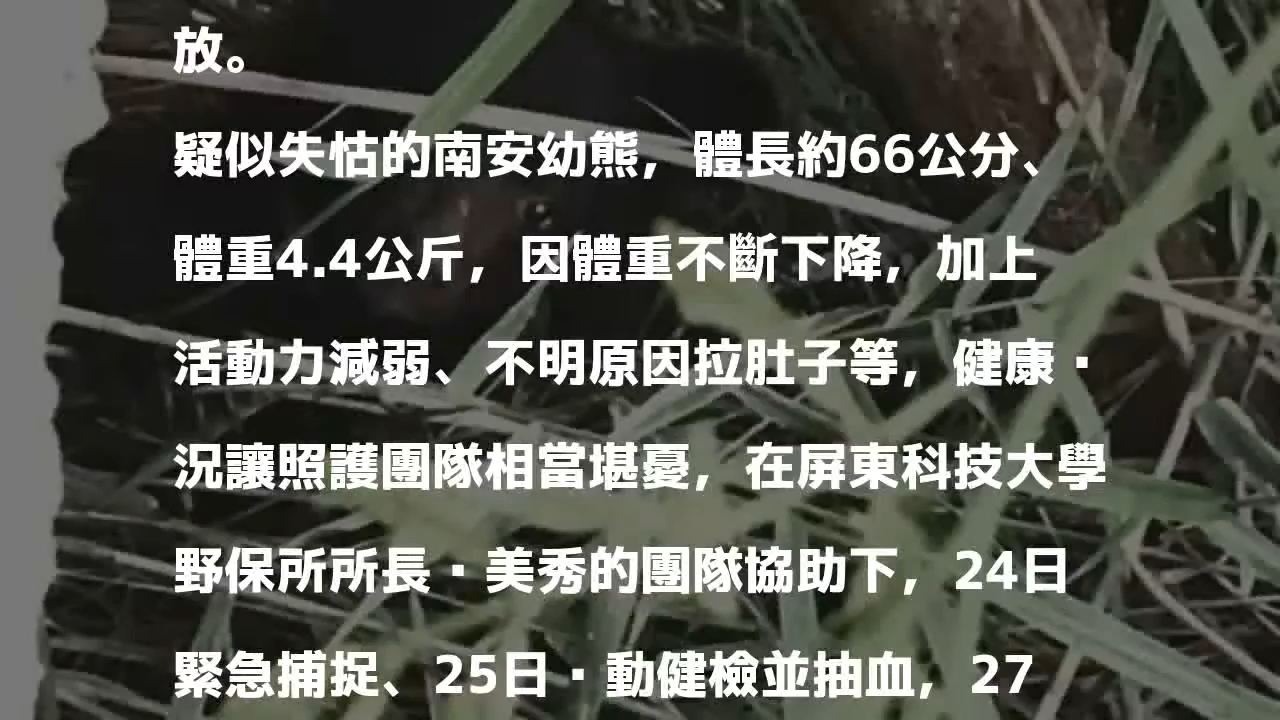 放。
疑似失怙的南安幼熊，體長約66公分、
體重4.4公斤，因體重不斷下降，加上
活動力減弱、不明原因拉肚子等，健康▪
況讓照護團隊相當堪憂，在屏東科技大學
野保所所長▪美秀的團隊協助下，24日
緊急捕捉、25日▪動健檢並抽血，27